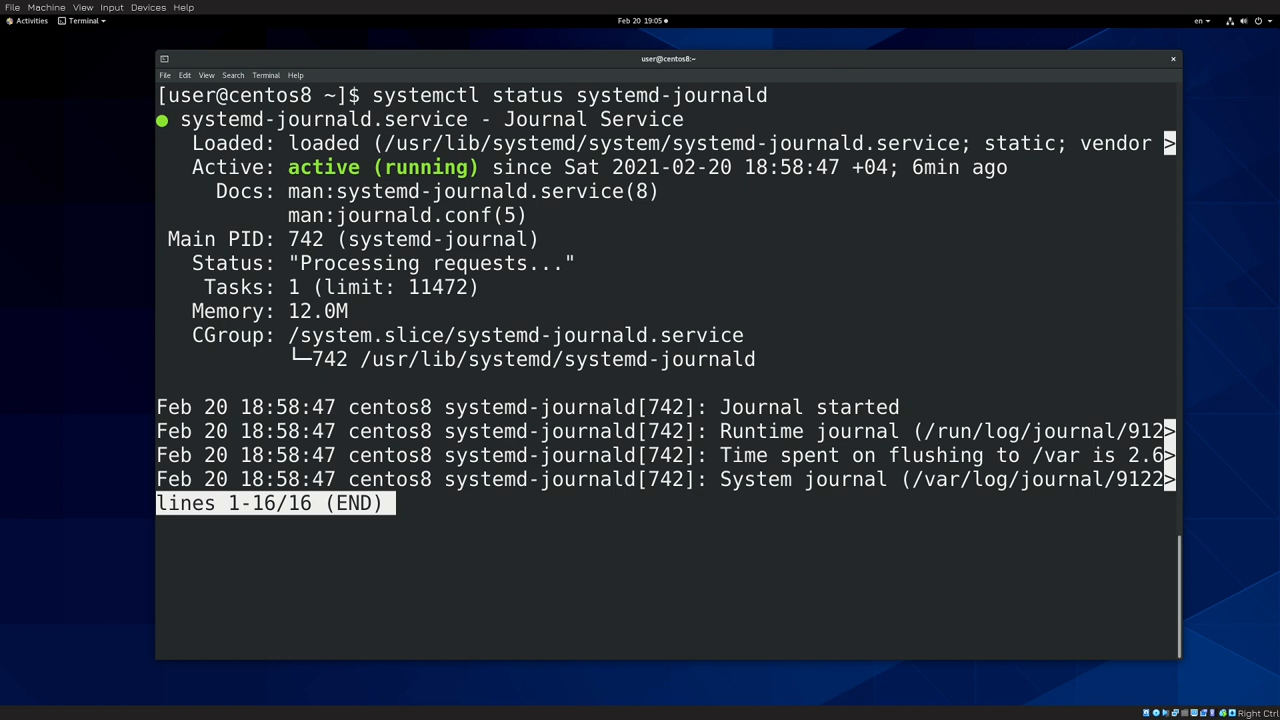 File Machine View Input Devices Help
Activities Terminal Feb 20 19:05 en
user@centos8:~
File Edit View Search Terminal Help
[user@centos8 ~]$ systemctl status systemd-journald
● systemd-journald.service - Journal Service
Loaded: loaded (/usr/lib/systemd/system/systemd-journald.service; static; vendor >
Active: active (running) since Sat 2021-02-20 18:58:47 +04; 6min ago
Docs: man:systemd-journald.service(8)
man:journald.conf(5)
Main PID: 742 (systemd-journal)
Status: "Processing requests..."
Tasks: 1 (limit: 11472)
Memory: 12.0M
CGroup: /system.slice/systemd-journald.service
└─742 /usr/lib/systemd/systemd-journald
Feb 20 18:58:47 centos8 systemd-journald[742]: Journal started
Feb 20 18:58:47 centos8 systemd-journald[742]: Runtime journal (/run/log/journal/912>
Feb 20 18:58:47 centos8 systemd-journald[742]: Time spent on flushing to /var is 2.6>
Feb 20 18:58:47 centos8 systemd-journald[742]: System journal (/var/log/journal/9122>
lines 1-16/16 (END)
Right Ctrl